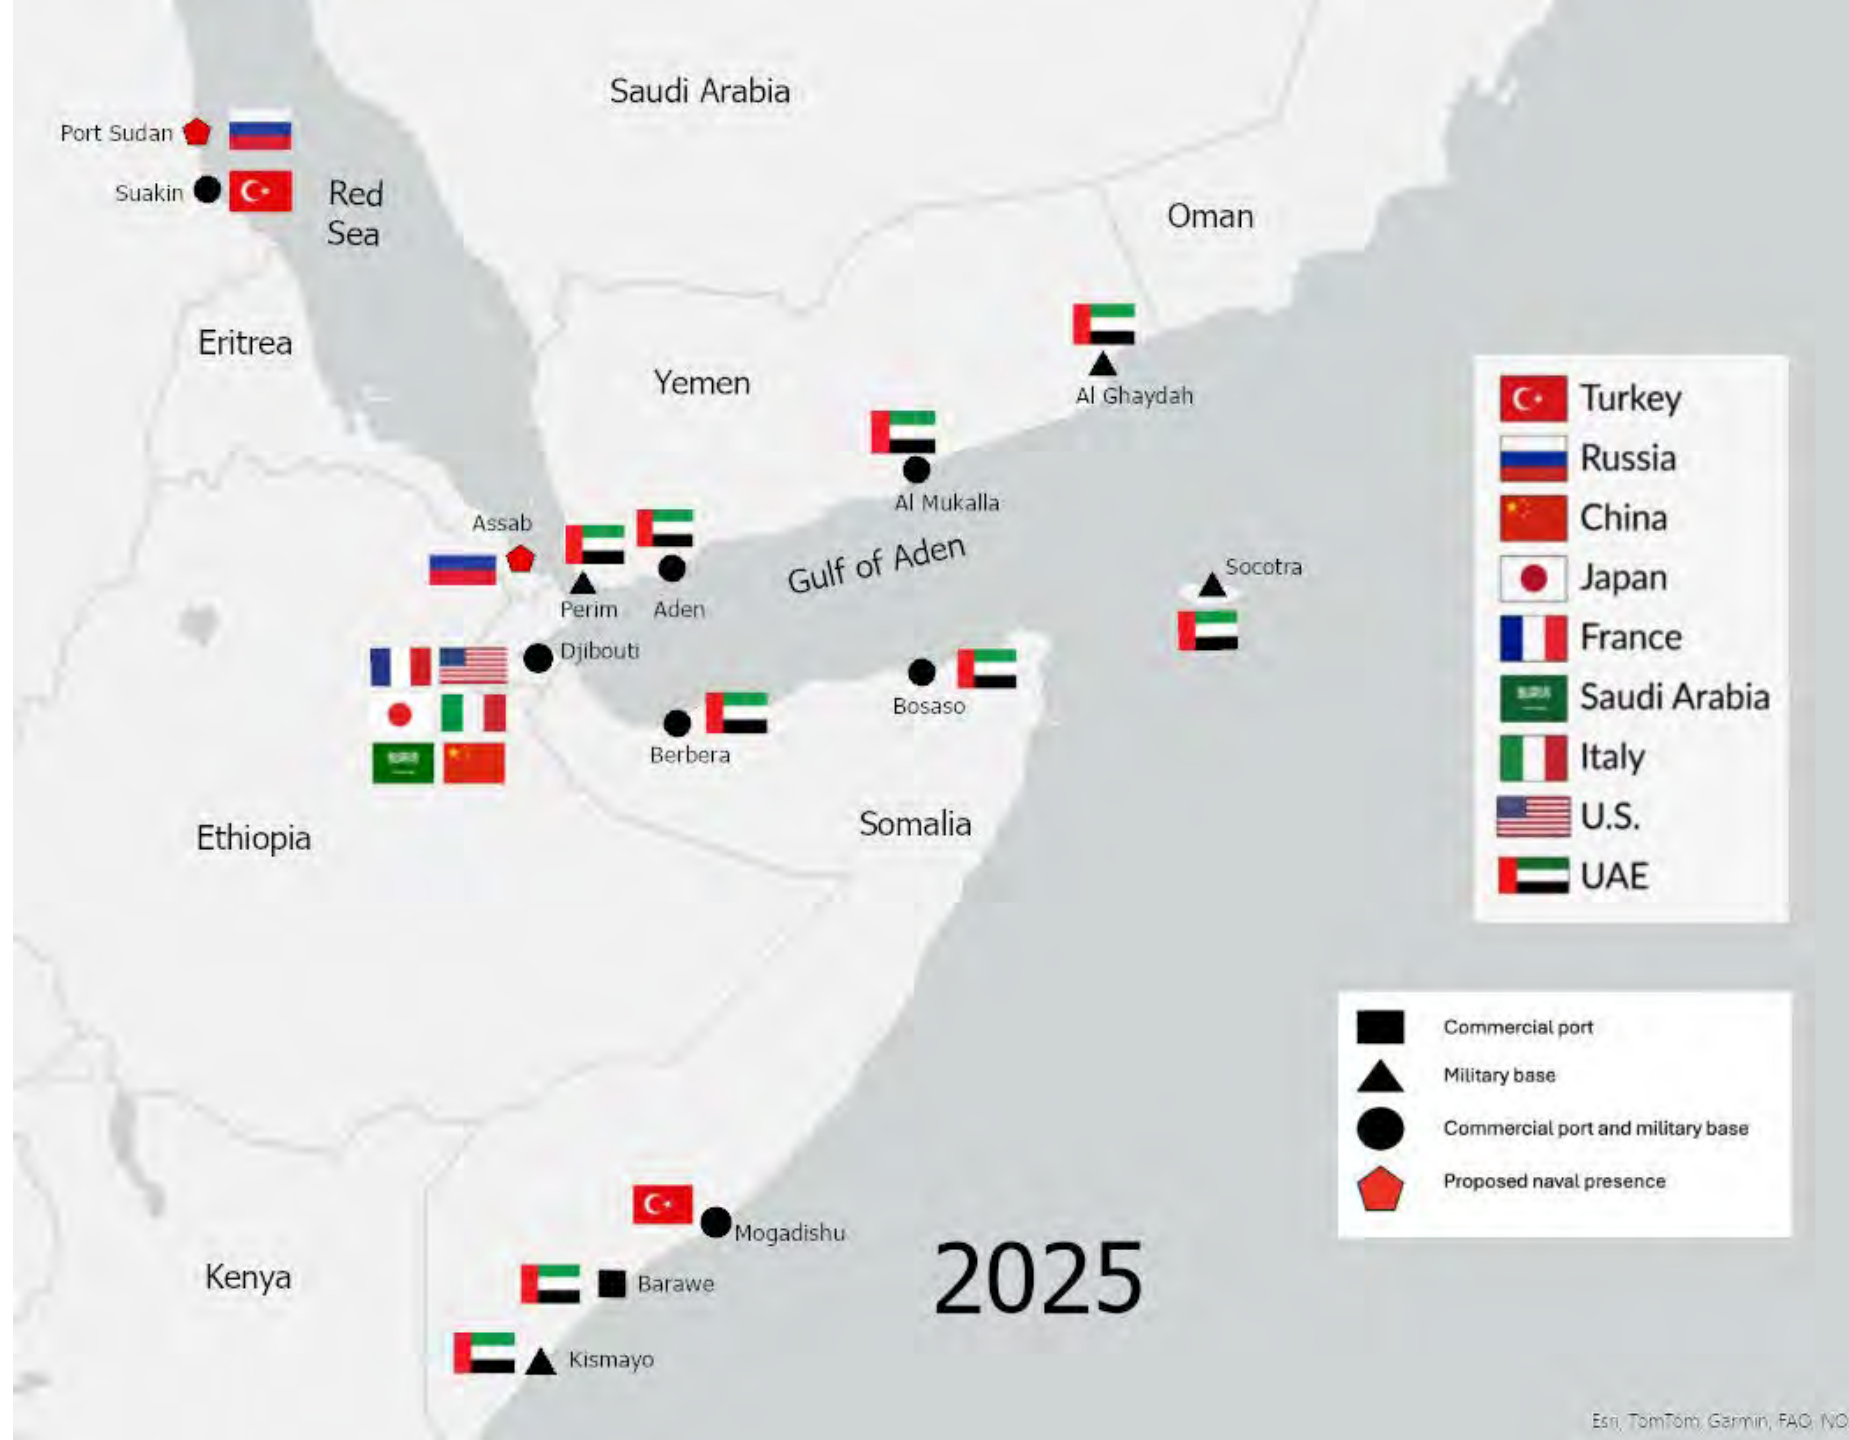 Saudi Arabia
Port Sudan
Suakin
Red
Sea
Oman
Eritrea
Yemen
Al Ghaydah
Al Mukalla
Assab
Gulf of Aden
Perim
Aden
Socotra
Djibouti
Bosaso
Berbera
Somalia
Ethiopia
Mogadishu
Barawe
Kismayo
Kenya
2025
Turkey
Russia
China
Japan
France
Saudi Arabia
Italy
U.S.
UAE
Commercial port
Military base
Commercial port and military base
Proposed naval presence
Esri, TomTom, Garmin, FAO, NO